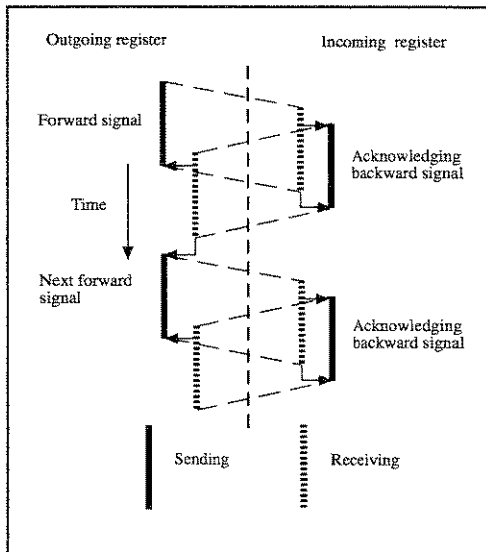 Outgoing register
Incoming register
Forward signal
Acknowledging
backward signal
Time
Next forward
signal
Acknowledging
backward signal
Sending
Receiving